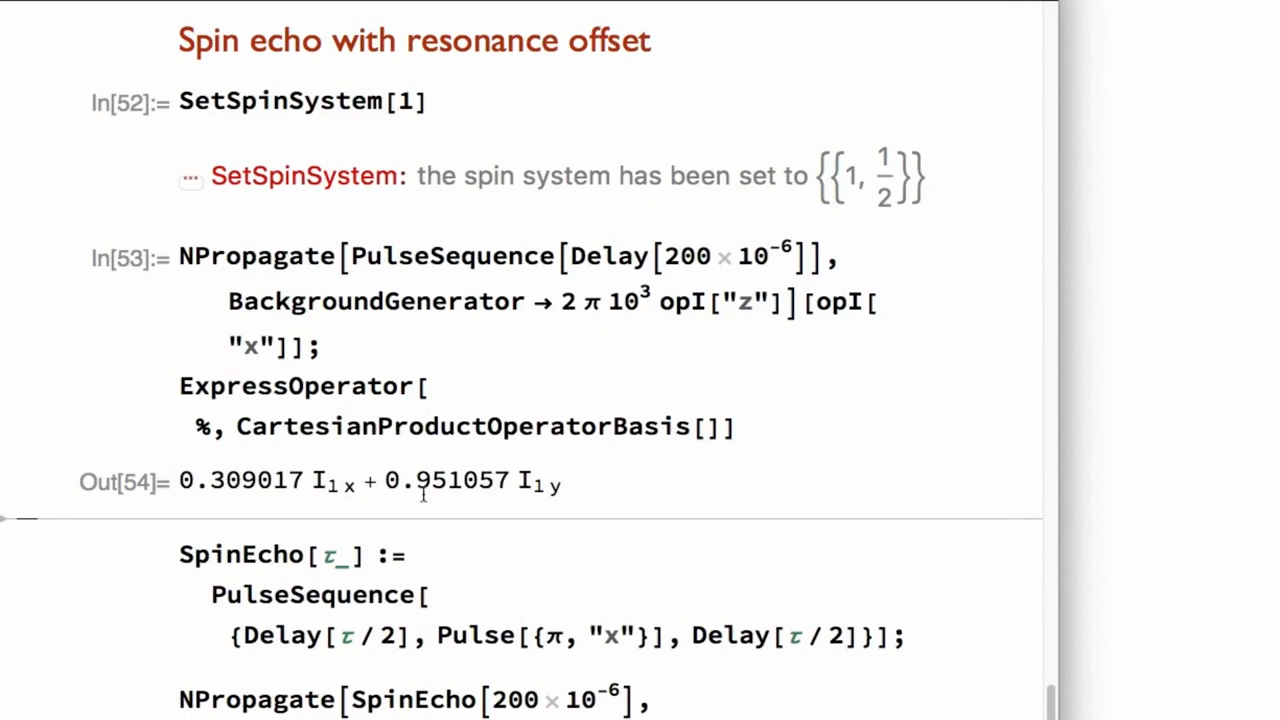 Spin echo with resonance offset
In[52]:= SetSpinSystem[1]
··· SetSpinSystem: the spin system has been set to {{1, 1/2}}
In[53]:= NPropagate[PulseSequence[Delay[200 × 10^-6]],
BackgroundGenerator → 2 π 10^3 opI["z"]][opI[
"x"]];
ExpressOperator[
%, CartesianProductOperatorBasis[]]
Out[54]= 0.309017 I1x + 0.951057 I1y
SpinEcho[τ_] :=
PulseSequence[
{Delay[τ / 2], Pulse[{π, "x"}], Delay[τ / 2]}];
NPropagate[SpinEcho[200 × 10^-6],